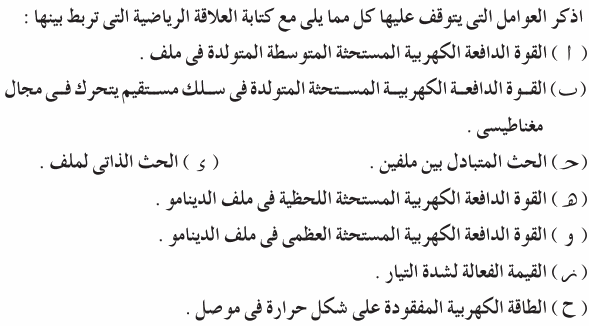 اذكر العوامل التى يتوقف عليها كل مما يلى مع كتابة العلاقة الرياضية التى تربط بينها :
( ا ) القوة الدافعة الكهربية المستحثة المتوسطة المتولدة فى ملف .
(ب) القوة الدافعة الكهربية المستحثة المتولدة فى سلك مستقيم يتحرك فى مجال
مغناطيسى .
(حـ) الحث المتبادل بين ملفين . ( ى ) الحث الذاتى لملف .
(هـ) القوة الدافعة الكهربية المستحثة اللحظية فى ملف الدينامو .
( و ) القوة الدافعة الكهربية المستحثة العظمى فى ملف الدينامو .
(ز) القيمة الفعالة لشدة التيار .
(ح) الطاقة الكهربية المفقودة على شكل حرارة فى موصل .